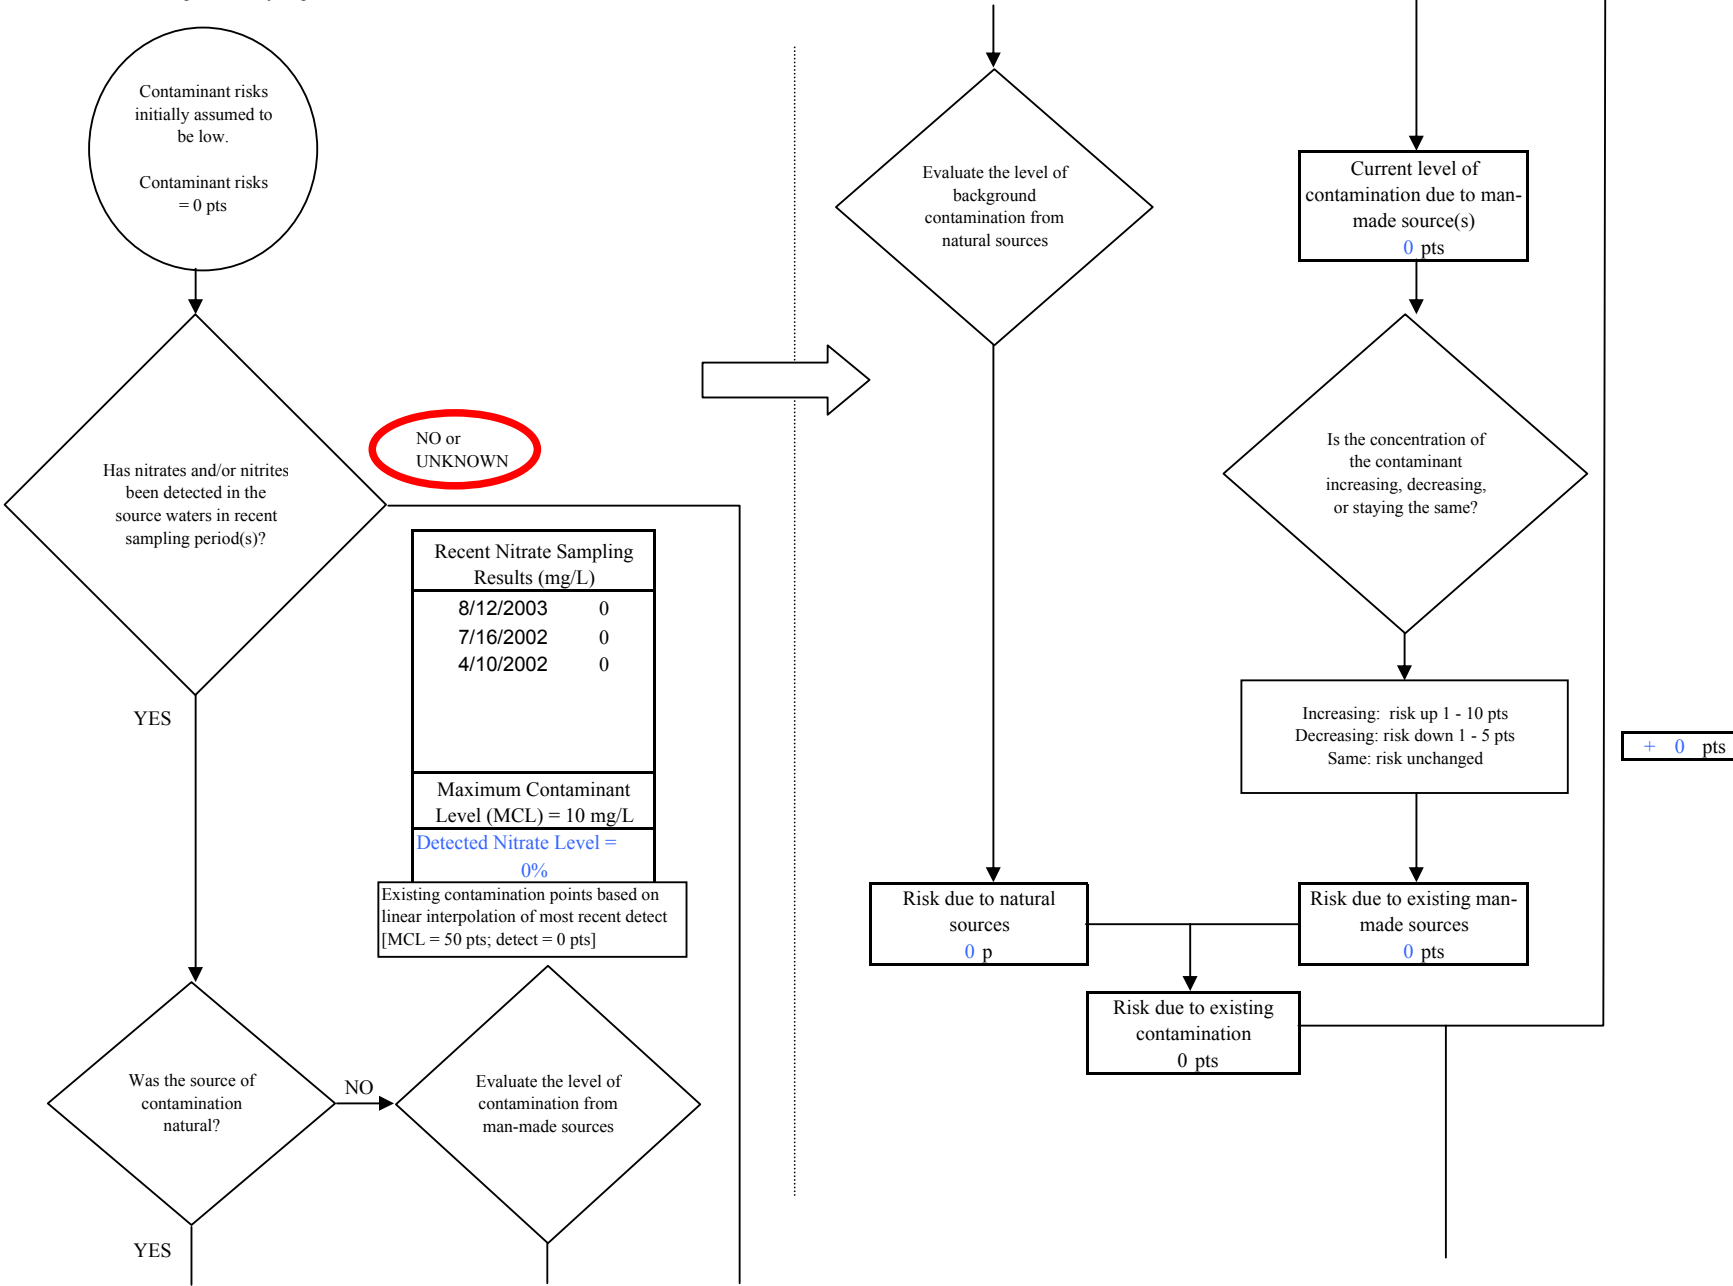 Contaminant risks
initially assumed to
be low.
Contaminant risks
= 0 pts
Has nitrates and/or nitrites
been detected in the
source waters in recent
sampling period(s)?
NO or
UNKNOWN
YES
Recent Nitrate Sampling
Results (mg/L)
8/12/2003 0
7/16/2002 0
4/10/2002 0
Maximum Contaminant
Level (MCL) = 10 mg/L
Detected Nitrate Level =
0%
Existing contamination points based on
linear interpolation of most recent detect
[MCL = 50 pts; detect = 0 pts]
Was the source of
contamination
natural?
NO
YES
Evaluate the level of
contamination from
man-made sources
Evaluate the level of
background
contamination from
natural sources
Current level of
contamination due to man-
made source(s)
0 pts
Is the concentration of
the contaminant
increasing, decreasing,
or staying the same?
Increasing: risk up 1 - 10 pts
Decreasing: risk down 1 - 5 pts
Same: risk unchanged
+ 0 pts
Risk due to natural
sources
0 p
Risk due to existing man-
made sources
0 pts
Risk due to existing
contamination
0 pts